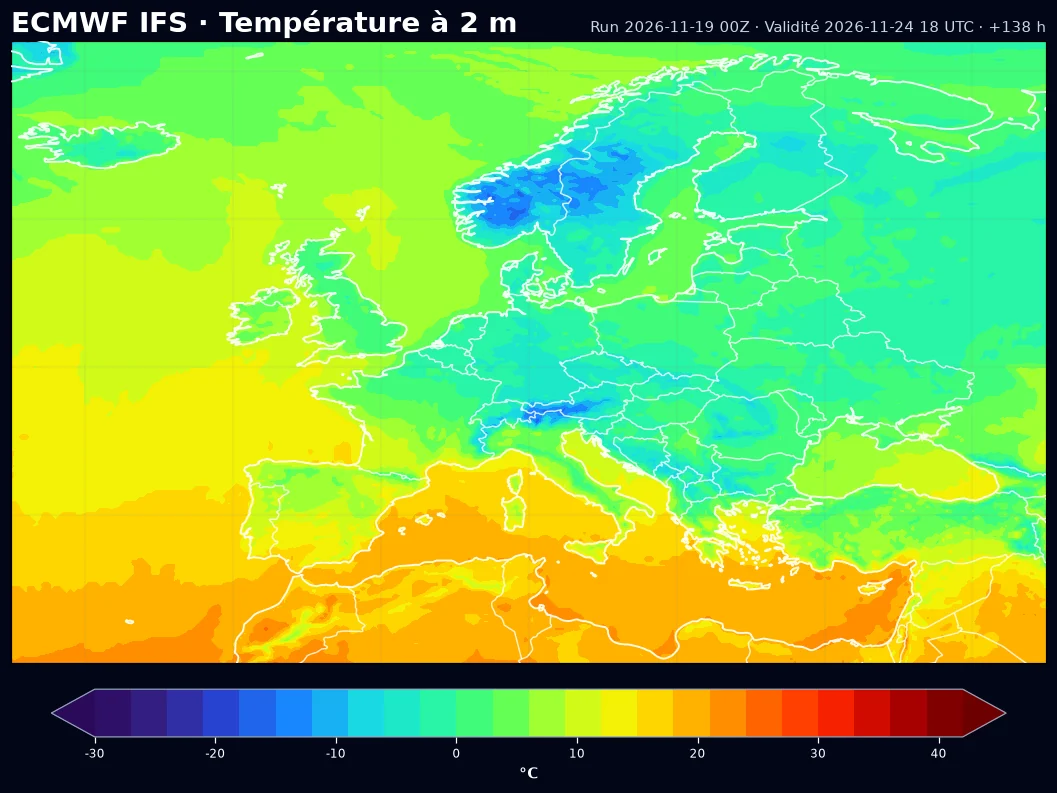 ECMWF IFS · Température à 2 m
Run 2026-11-19 00Z · Validité 2026-11-24 18 UTC · +138 h
-30 -20 -10 0 10 20 30 40
°C